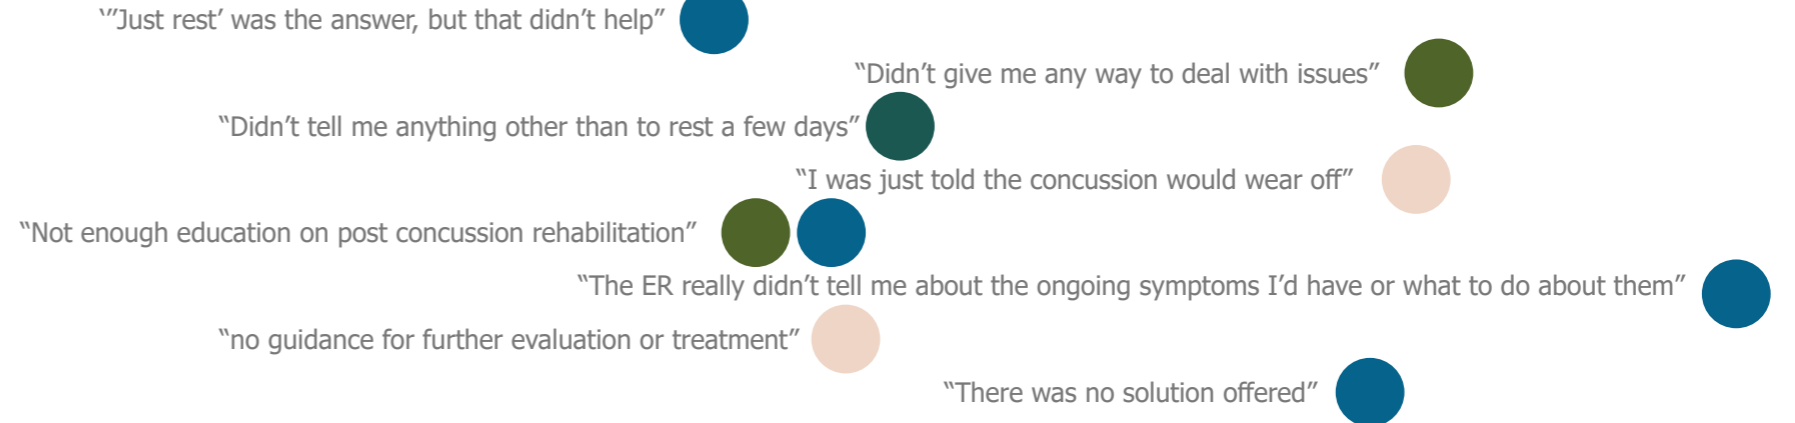 ‘”Just rest’ was the answer, but that didn’t help”
“Didn’t give me any way to deal with issues”
“Didn’t tell me anything other than to rest a few days”
“I was just told the concussion would wear off”
“Not enough education on post concussion rehabilitation”
“The ER really didn’t tell me about the ongoing symptoms I’d have or what to do about them”
“no guidance for further evaluation or treatment”
“There was no solution offered”